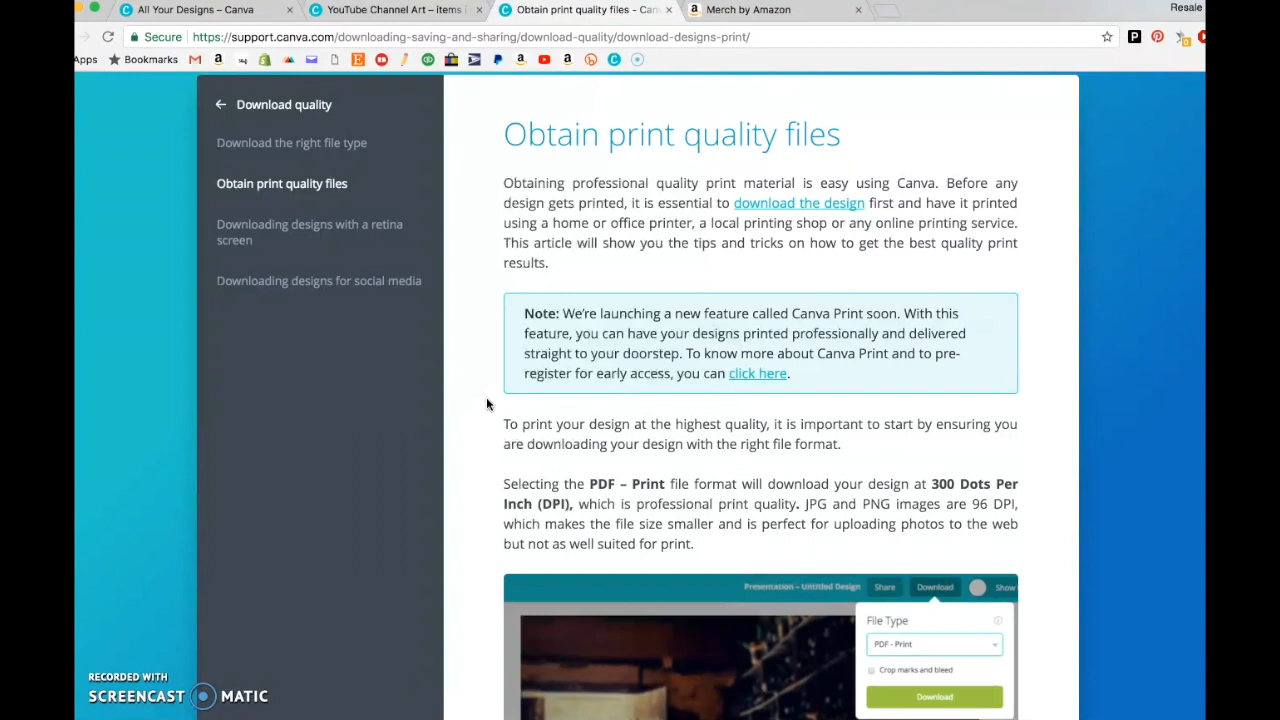 All Your Designs – Canva
YouTube Channel Art – items
Obtain print quality files - Can
Merch by Amazon
Resale
Secure
https://support.canva.com/downloading-saving-and-sharing/download-quality/download-designs-print/
Apps
Bookmarks
Download quality
Download the right file type
Obtain print quality files
Downloading designs with a retina
screen
Downloading designs for social media
Obtain print quality files
Obtaining professional quality print material is easy using Canva. Before any
design gets printed, it is essential to download the design first and have it printed
using a home or office printer, a local printing shop or any online printing service.
This article will show you the tips and tricks on how to get the best quality print
results.
Note: We're launching a new feature called Canva Print soon. With this
feature, you can have your designs printed professionally and delivered
straight to your doorstep. To know more about Canva Print and to pre-
register for early access, you can click here.
To print your design at the highest quality, it is important to start by ensuring you
are downloading your design with the right file format.
Selecting the PDF – Print file format will download your design at 300 Dots Per
Inch (DPI), which is professional print quality. JPG and PNG images are 96 DPI,
which makes the file size smaller and is perfect for uploading photos to the web
but not as well suited for print.
Presentation – Untitled Design
Share
Download
Show
File Type
PDF - Print
Crop marks and bleed
Download
RECORDED WITH
SCREENCAST MATIC